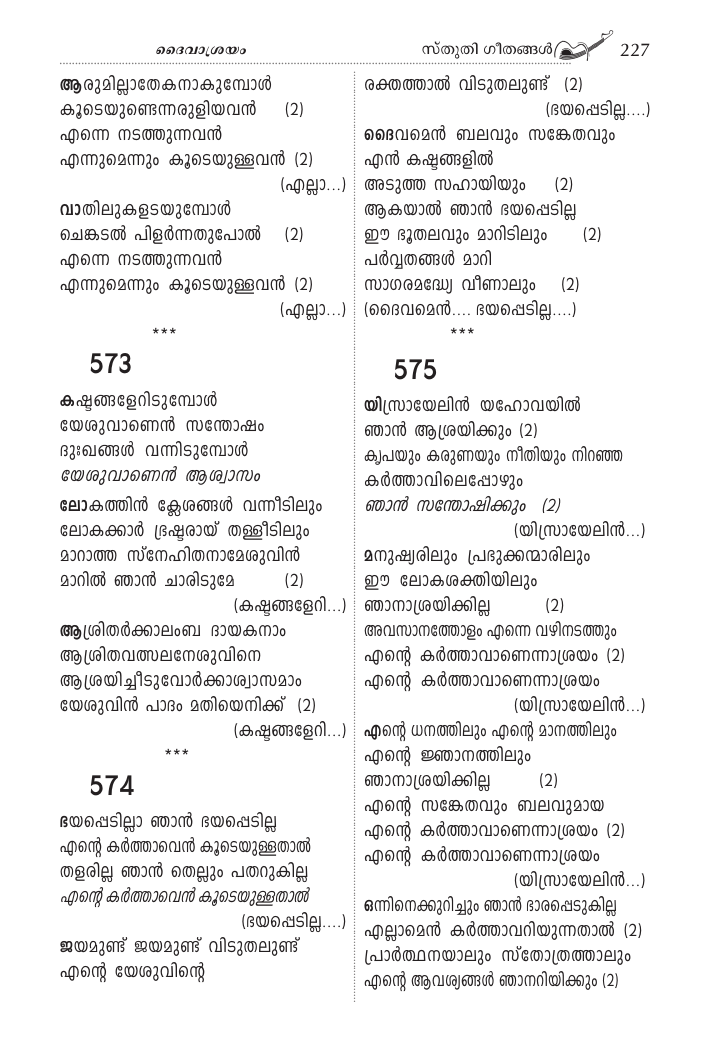 ദൈവാശ്രയം
സ്തുതി ഗീതങ്ങൾ 227
ആരുമില്ലാതേകനാകുമ്പോൾ
കൂടെയുണ്ടെന്നരുളിയവൻ (2)
എന്നെ നടത്തുന്നവൻ
എന്നുമെന്നും കൂടെയുള്ളവൻ (2)
(എല്ലാ...)
വാതിലുകളടയുമ്പോൾ
ചെങ്കടൽ പിളർന്നതുപോൽ (2)
എന്നെ നടത്തുന്നവൻ
എന്നുമെന്നും കൂടെയുള്ളവൻ (2)
(എല്ലാ...)
***
573
കഷ്ടങ്ങളേറിടുമ്പോൾ
യേശുവാണെൻ സന്തോഷം
ദുഃഖങ്ങൾ വന്നിടുമ്പോൾ
യേശുവാണെൻ ആശ്വാസം
ലോകത്തിൻ ക്ലേശങ്ങൾ വന്നീടിലും
ലോകക്കാർ ഭ്രഷ്ടരായ് തള്ളീടിലും
മാറാത്ത സ്നേഹിതനാമേശുവിൻ
മാറിൽ ഞാൻ ചാരിടുമേ (2)
(കഷ്ടങ്ങളേറി...)
ആശ്രിതർക്കാലംബ ദായകനാം
ആശ്രിതവത്സലനേശുവിനെ
ആശ്രയിച്ചീടുവോർക്കാശ്വാസമാം
യേശുവിൻ പാദം മതിയെനിക്ക് (2)
(കഷ്ടങ്ങളേറി...)
***
574
ഭയപ്പെടില്ലാ ഞാൻ ഭയപ്പെടില്ല
എന്റെ കർത്താവെൻ കൂടെയുള്ളതാൽ
തളരില്ല ഞാൻ തെല്ലും പതറുകില്ല
എന്റെ കർത്താവെൻ കൂടെയുള്ളതാൽ
(ഭയപ്പെടില്ല....)
ജയമുണ്ട് ജയമുണ്ട് വിടുതലുണ്ട്
എന്റെ യേശുവിന്റെ
രക്തത്താൽ വിടുതലുണ്ട് (2)
(ഭയപ്പെടില്ല....)
ദൈവമെൻ ബലവും സങ്കേതവും
എൻ കഷ്ടങ്ങളിൽ
അടുത്ത സഹായിയും (2)
ആകയാൽ ഞാൻ ഭയപ്പെടില്ല
ഈ ഭൂതലവും മാറിടിലും (2)
പർവ്വതങ്ങൾ മാറി
സാഗരമദ്ധ്യേ വീണാലും (2)
(ദൈവമെൻ.... ഭയപ്പെടില്ല....)
***
575
യിസ്രായേലിൻ യഹോവയിൽ
ഞാൻ ആശ്രയിക്കും (2)
കൃപയും കരുണയും നീതിയും നിറഞ്ഞ
കർത്താവിലെപ്പോഴും
ഞാൻ സന്തോഷിക്കും (2)
(യിസ്രായേലിൻ...)
മനുഷ്യരിലും പ്രഭുക്കന്മാരിലും
ഈ ലോകശക്തിയിലും
ഞാനാശ്രയിക്കില്ല (2)
അവസാനത്തോളം എന്നെ വഴിനടത്തും
എന്റെ കർത്താവാണെന്നാശ്രയം (2)
എന്റെ കർത്താവാണെന്നാശ്രയം
(യിസ്രായേലിൻ...)
എന്റെ ധനത്തിലും എന്റെ മാനത്തിലും
എന്റെ ജ്ഞാനത്തിലും
ഞാനാശ്രയിക്കില്ല (2)
എന്റെ സങ്കേതവും ബലവുമായ
എന്റെ കർത്താവാണെന്നാശ്രയം (2)
എന്റെ കർത്താവാണെന്നാശ്രയം
(യിസ്രായേലിൻ...)
ഒന്നിനെക്കുറിച്ചും ഞാൻ ഭാരപ്പെടുകില്ല
എല്ലാമെൻ കർത്താവറിയുന്നതാൽ (2)
പ്രാർത്ഥനയാലും സ്തോത്രത്താലും
എന്റെ ആവശ്യങ്ങൾ ഞാനറിയിക്കും (2)